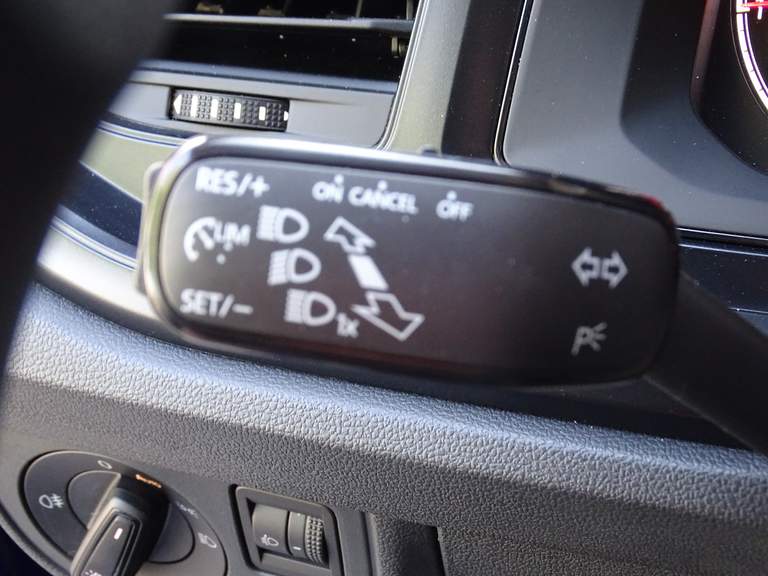 RES/+
ON CANCEL OFF
LIM
SET/–
1x
P